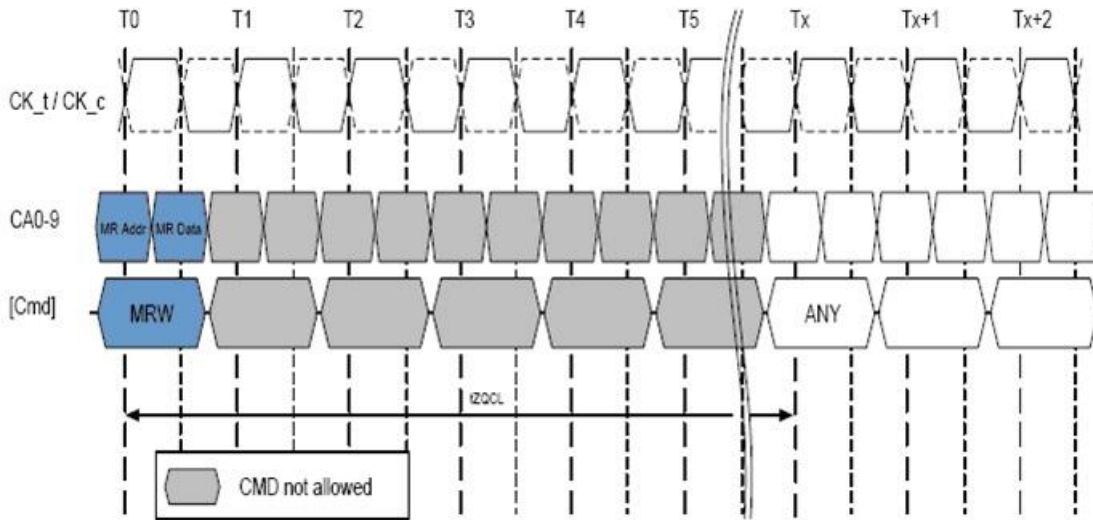 T0 T1 T2 T3 T4 T5 Tx Tx+1 Tx+2
CK_t / CK_c
CA0-9 MR Addr MR Data
[Cmd] MRW ANY
tZQCL
CMD not allowed